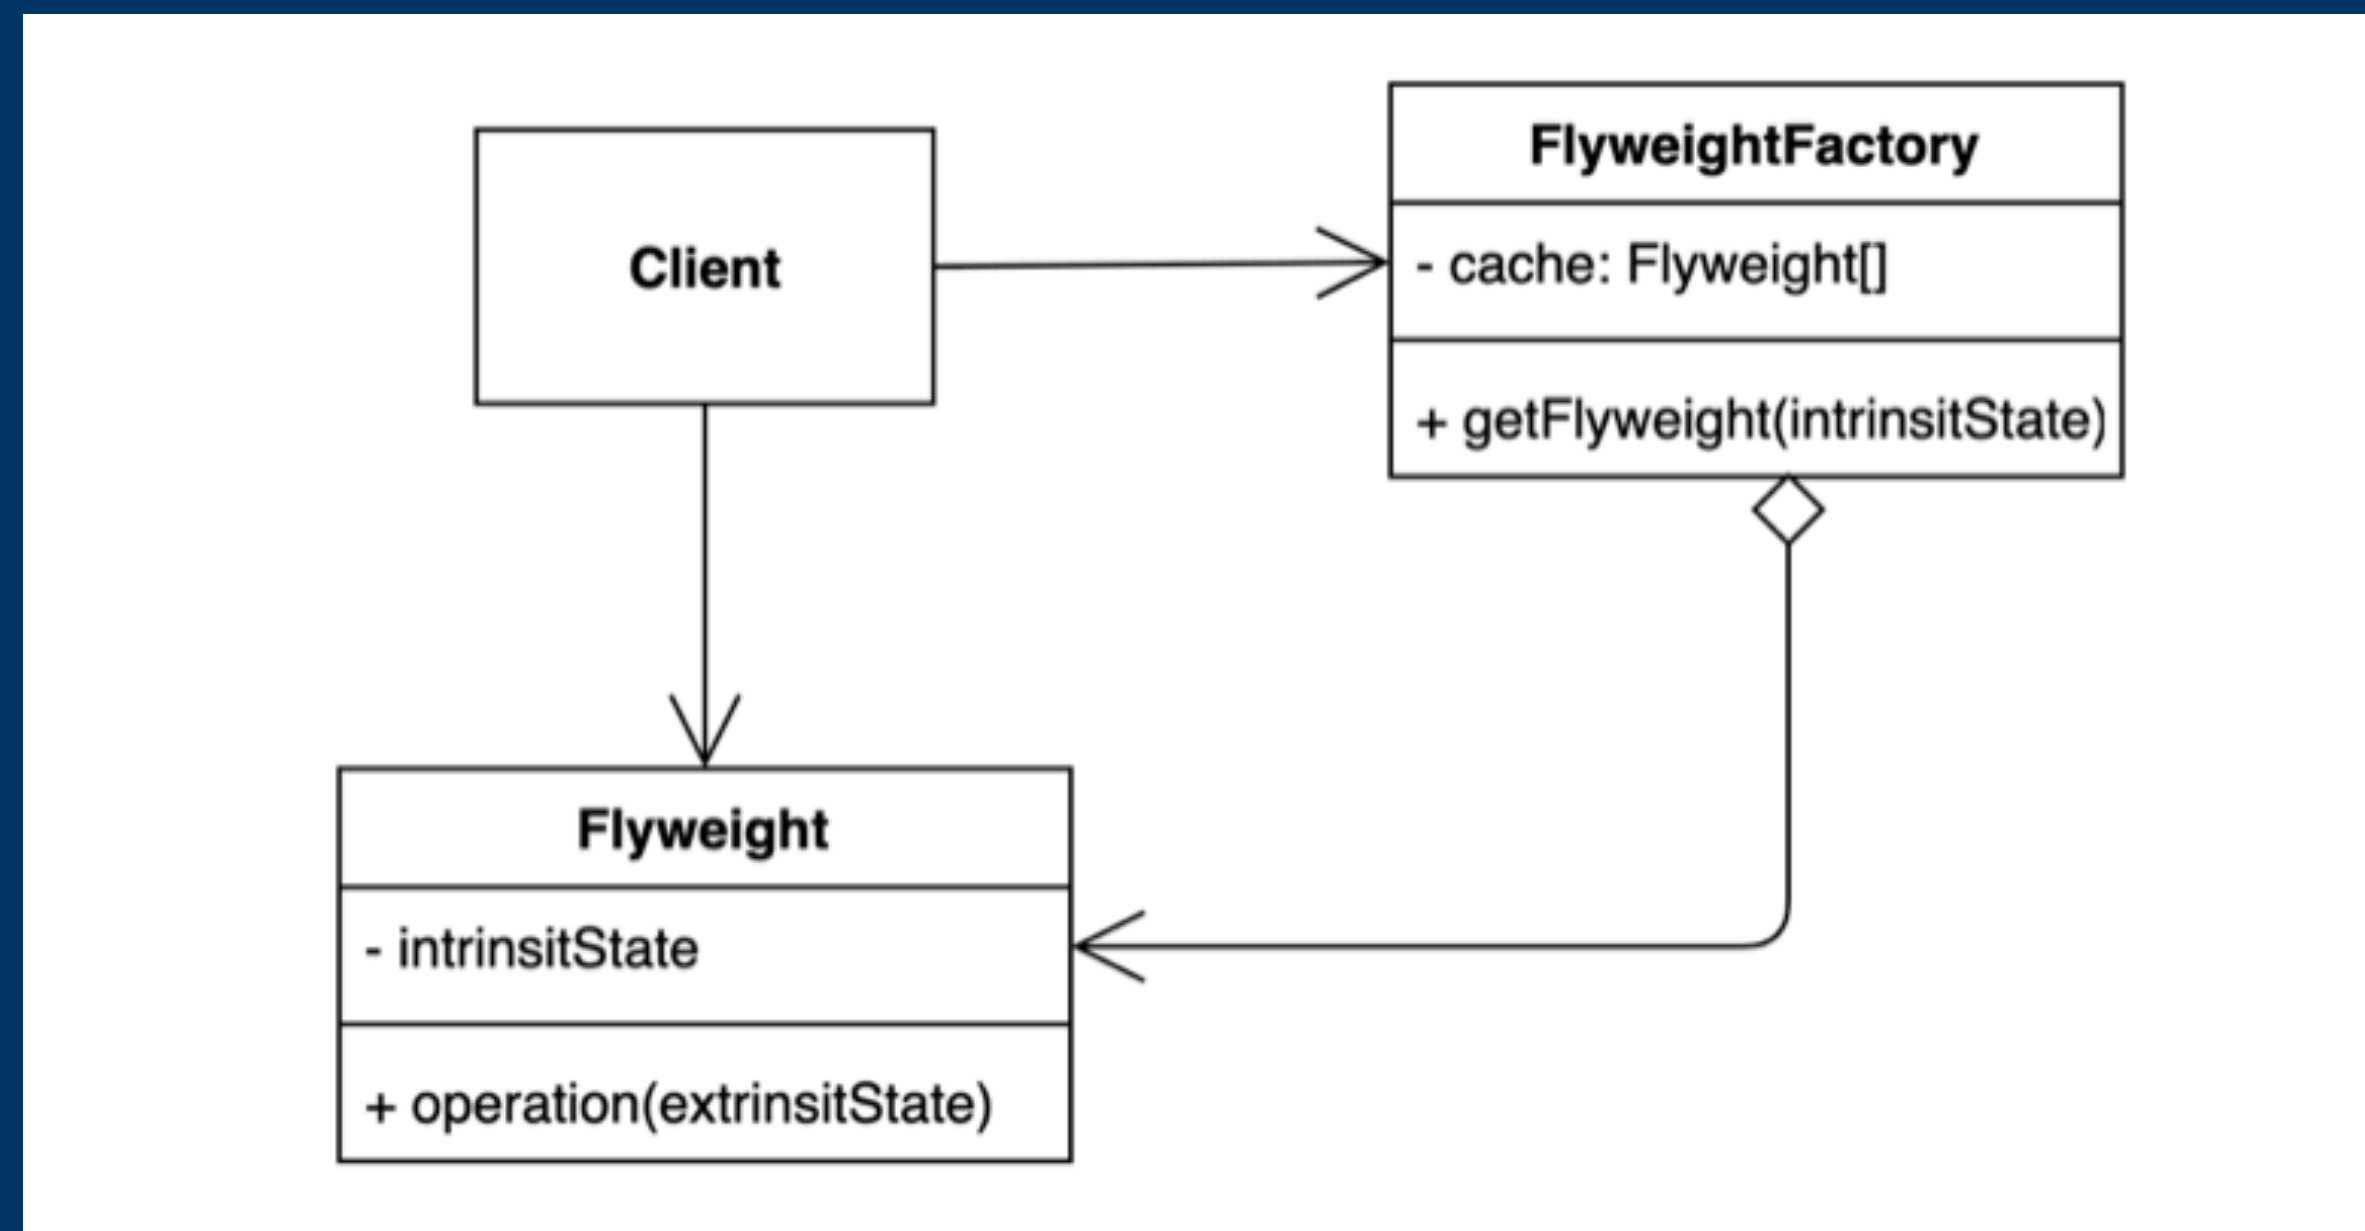 Client
FlyweightFactory
- cache: Flyweight[]
+ getFlyweight(intrinsitState)
Flyweight
- intrinsitState
+ operation(extrinsitState)